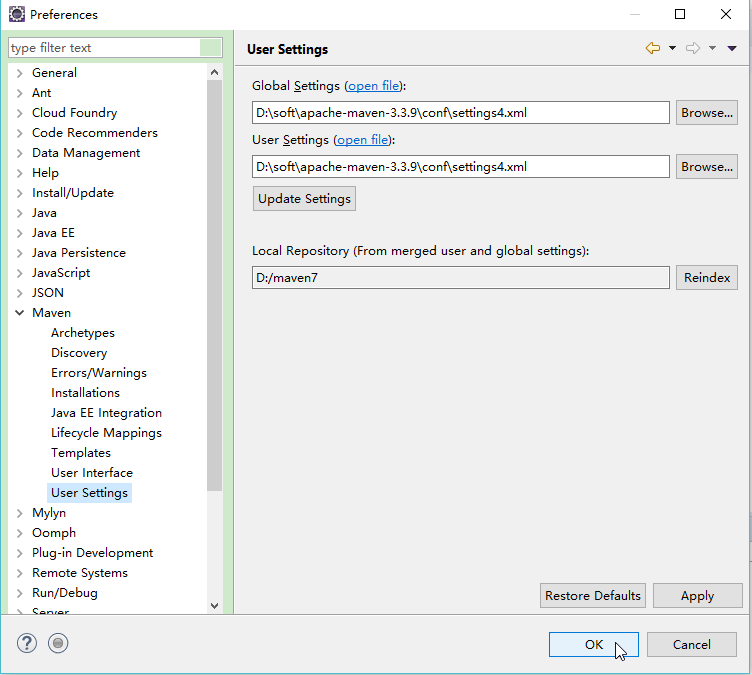 Preferences
type filter text
General
Ant
Cloud Foundry
Code Recommenders
Data Management
Help
Install/Update
Java
Java EE
Java Persistence
JavaScript
JSON
Maven
Archetypes
Discovery
Errors/Warnings
Installations
Java EE Integration
Lifecycle Mappings
Templates
User Interface
User Settings
Mylyn
Oomph
Plug-in Development
Remote Systems
Run/Debug
Server
User Settings
Global Settings (open file):
D:\soft\apache-maven-3.3.9\conf\settings4.xml Browse...
User Settings (open file):
D:\soft\apache-maven-3.3.9\conf\settings4.xml Browse...
Update Settings
Local Repository (From merged user and global settings):
D:/maven7 Reindex
Restore Defaults Apply
? OK Cancel